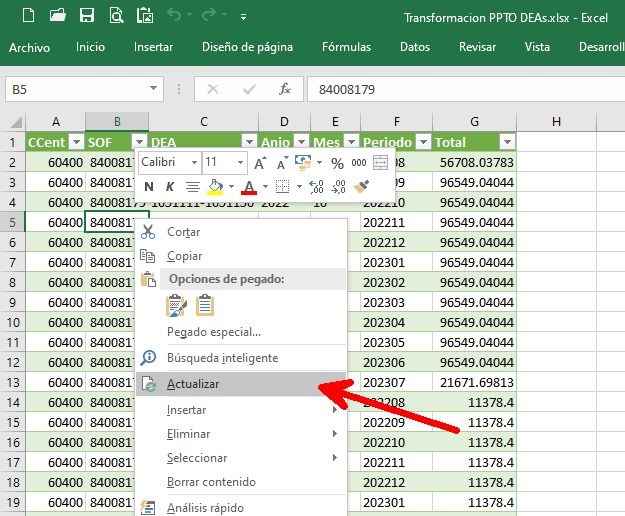 Transformacion PPTO DEAs.xlsx - Excel
Archivo Inicio Insertar Diseño de página Fórmulas Datos Revisar Vista Desarroll
B5 fx 84008179
A B C D E F G H
1 CCent SOF DEA Anio Mes Periodo Total
Calibri 11 A A % 000
2 60400 840081 08 56708.03783
3 60400 840081 09 96549.04044
N K A ,00 ,00
4 60400 84008179 1051111-1051150 2022 10 202210 96549.04044
5 60400 840081 202211 96549.04044
6 60400 840081 202212 96549.04044
7 60400 840081 202301 96549.04044
8 60400 840081 202302 96549.04044
9 60400 840081 202303 96549.04044
10 60400 840081 202304 96549.04044
11 60400 840081 202305 96549.04044
12 60400 840081 202306 96549.04044
13 60400 840081 202307 21671.69813
14 60400 840081 202208 11378.4
15 60400 840081 202209 11378.4
16 60400 840081 202210 11378.4
17 60400 840081 202211 11378.4
18 60400 840081 202212 11378.4
19 60400 840081 202301 11378.4
Cortar
Copiar
Opciones de pegado:
Pegado especial...
Búsqueda inteligente
Actualizar
Insertar
Eliminar
Seleccionar
Borrar contenido
Análisis rápido